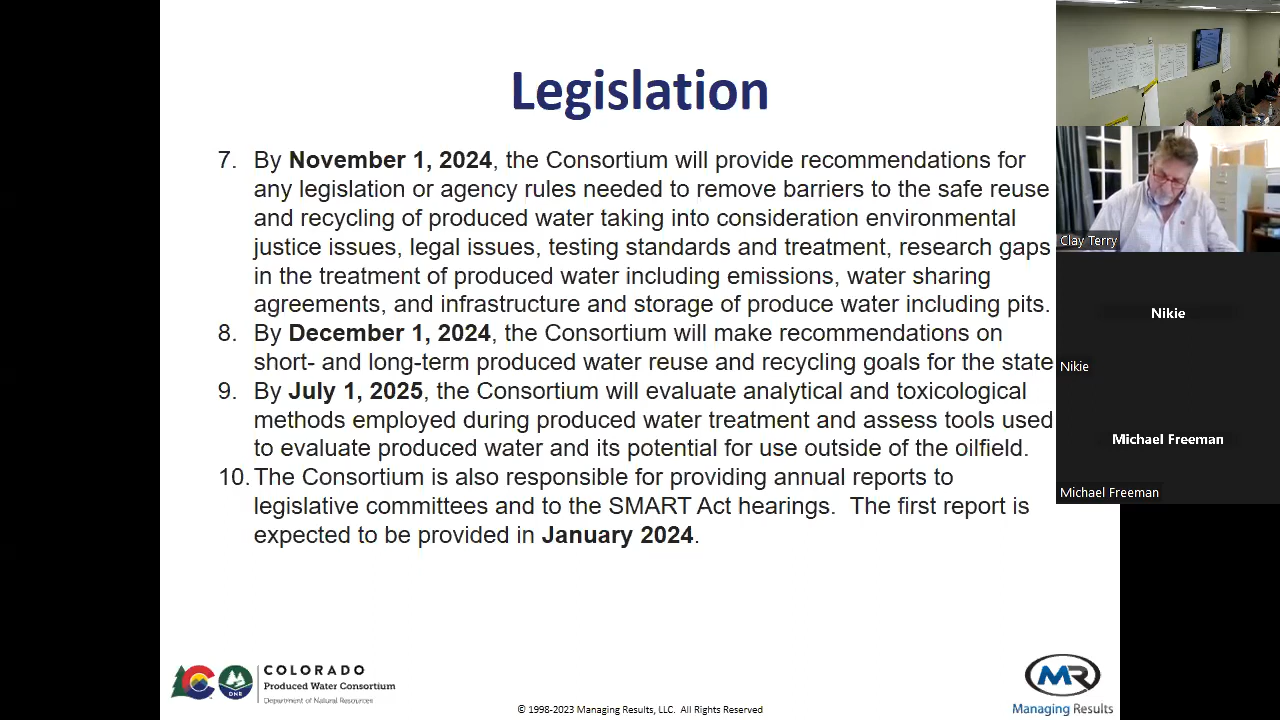 Legislation
7. By November 1, 2024, the Consortium will provide recommendations for
any legislation or agency rules needed to remove barriers to the safe reuse
and recycling of produced water taking into consideration environmental
justice issues, legal issues, testing standards and treatment, research gaps
in the treatment of produced water including emissions, water sharing
agreements, and infrastructure and storage of produce water including pits.
8. By December 1, 2024, the Consortium will make recommendations on
short- and long-term produced water reuse and recycling goals for the state
9. By July 1, 2025, the Consortium will evaluate analytical and toxicological
methods employed during produced water treatment and assess tools used
to evaluate produced water and its potential for use outside of the oilfield.
10. The Consortium is also responsible for providing annual reports to
legislative committees and to the SMART Act hearings. The first report is
expected to be provided in January 2024.
Clay Terry
Nikie
Nikie
Michael Freeman
Michael Freeman
DNR
COLORADO
Produced Water Consortium
Department of Natural Resources
© 1998-2023 Managing Results, LLC. All Rights Reserved
MR
Managing Results